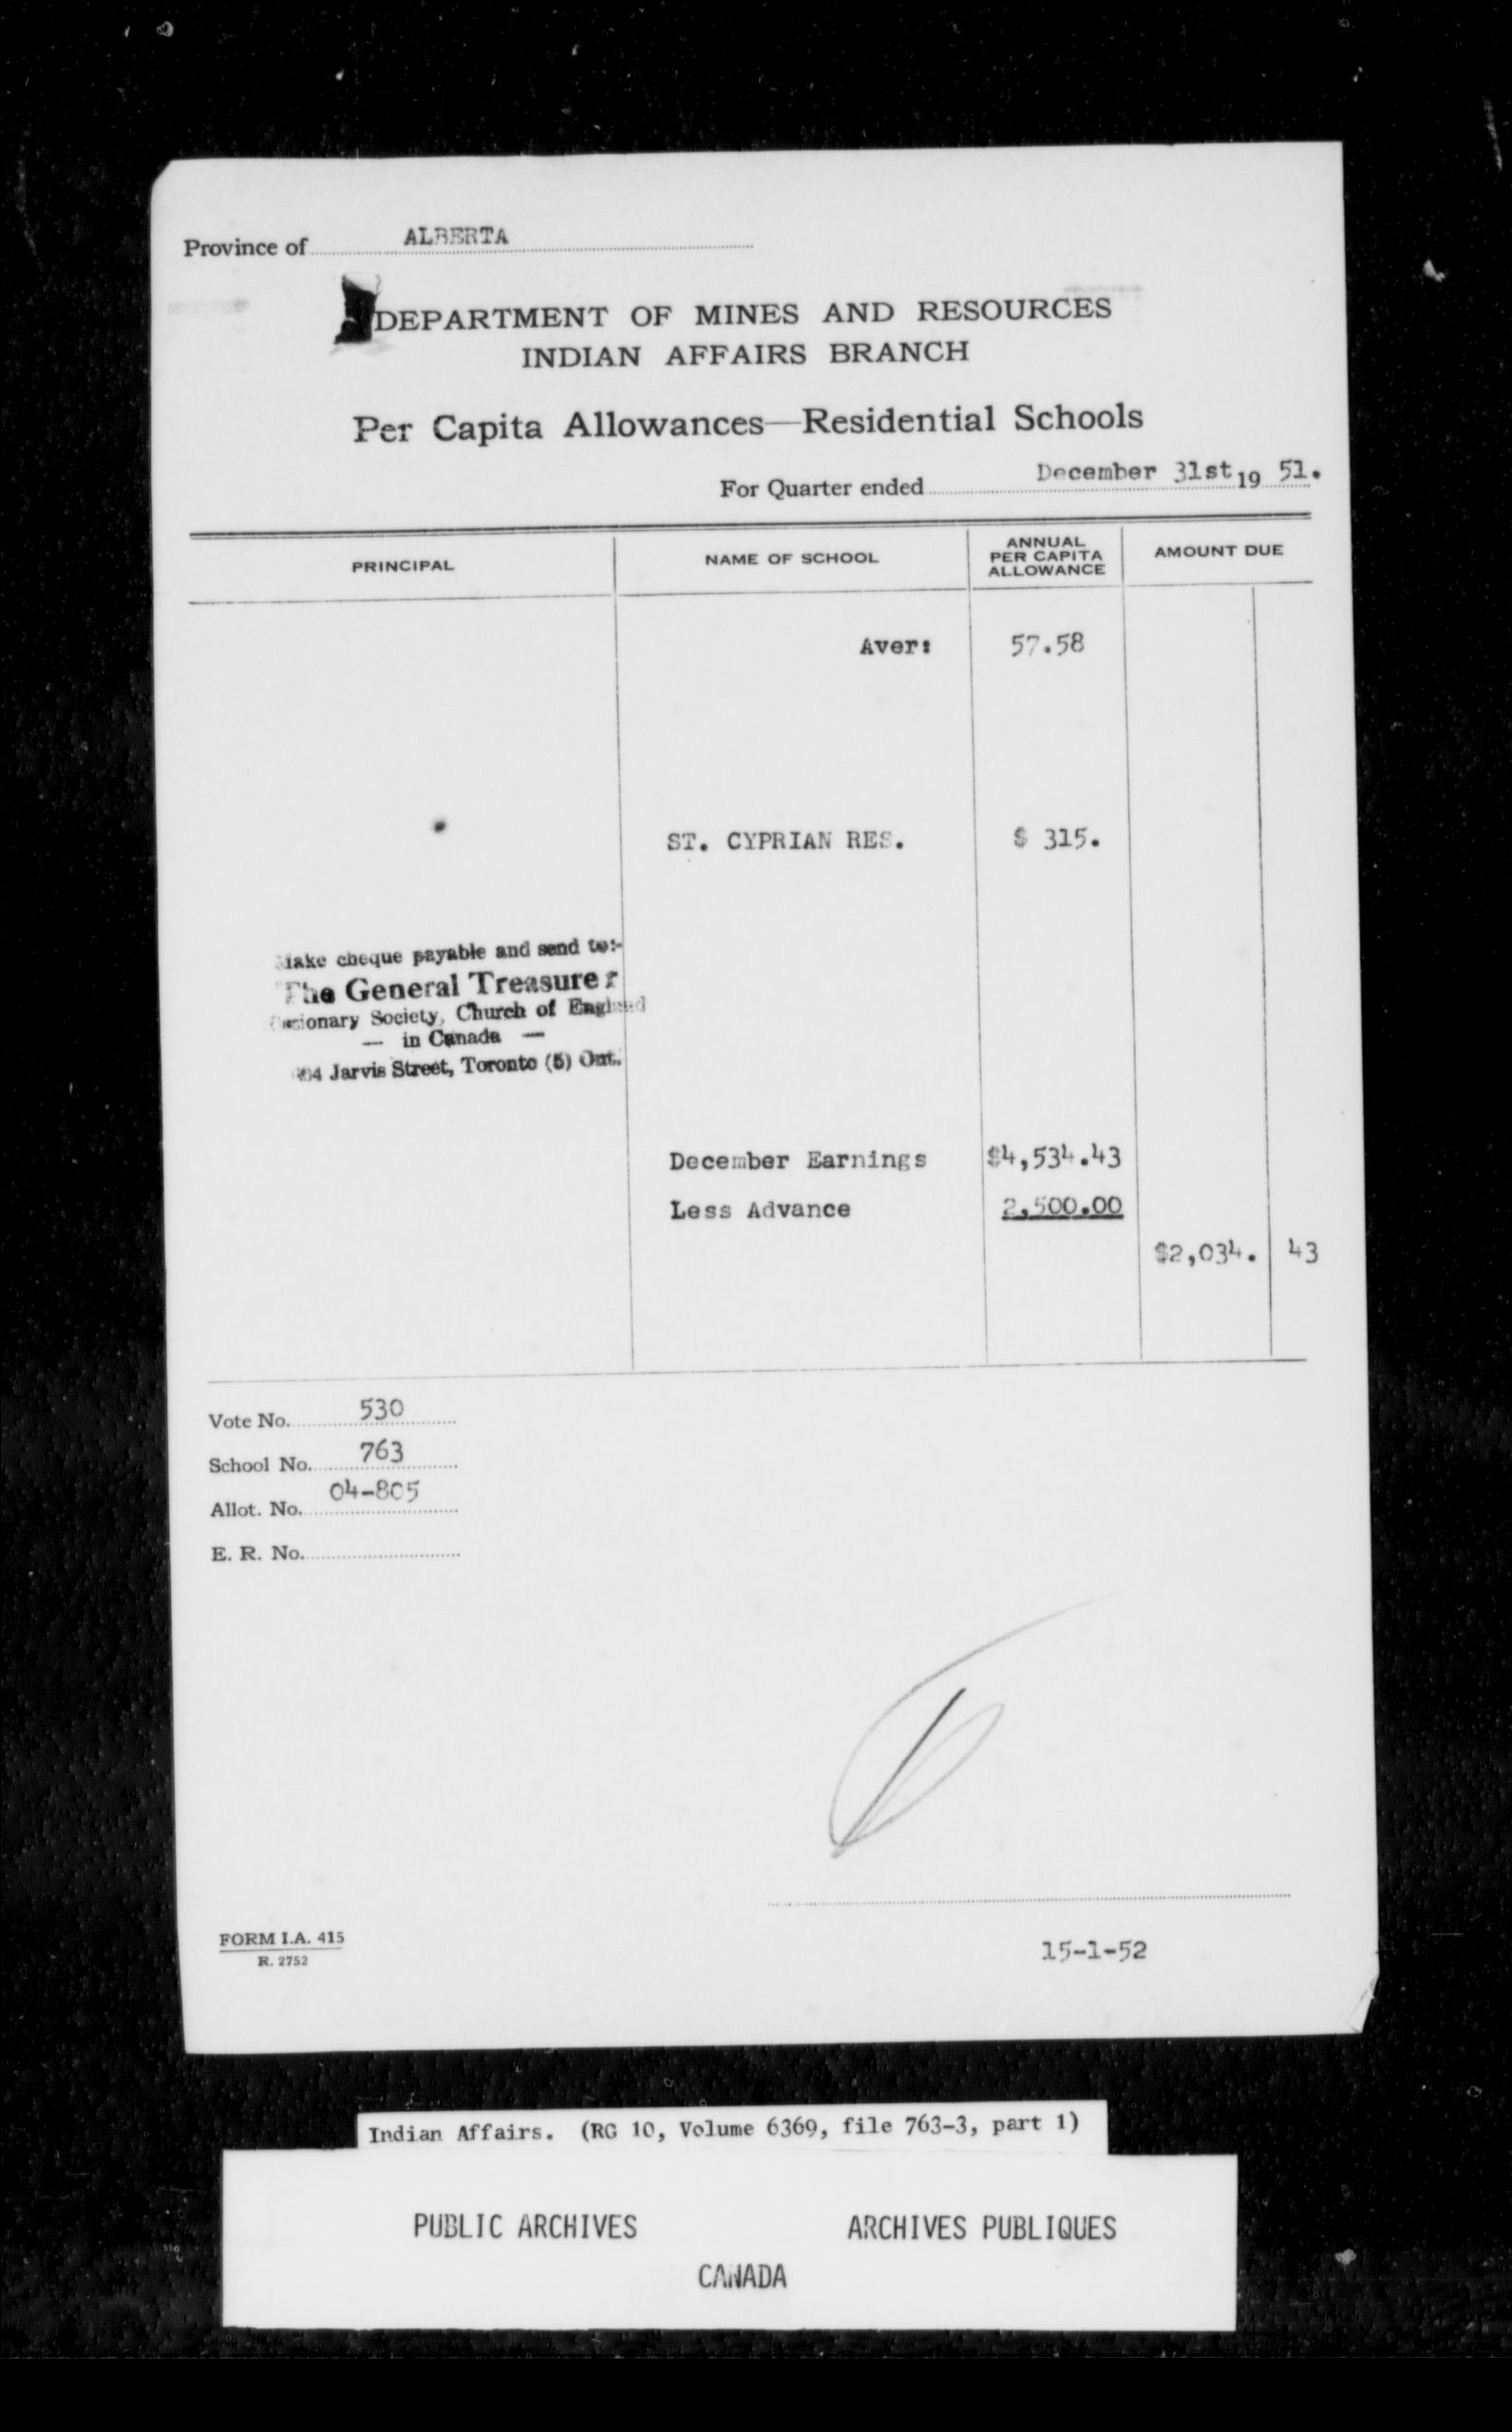 Province of ALBERTA
DEPARTMENT OF MINES AND RESOURCES
INDIAN AFFAIRS BRANCH
Per Capita Allowances—Residential Schools
For Quarter ended December 31st 19 51.
PRINCIPAL NAME OF SCHOOL ANNUAL PER CAPITA ALLOWANCE AMOUNT DUE
Aver: 57.58
ST. CYPRIAN RES. $ 315.
Make cheque payable and send to:-
The General Treasurer
Society, Church of England
— in Canada —
Jarvis Street, Toronto (5) Ont.
December Earnings $4,534.43
Less Advance 2,500.00
$2,034. 43
Vote No. 530
School No. 763
Allot. No. 04-805
E. R. No.
FORM I.A. 415
R. 2752
15-1-52
Indian Affairs. (RG 10, Volume 6369, file 763-3, part 1)
PUBLIC ARCHIVES ARCHIVES PUBLIQUES
CANADA